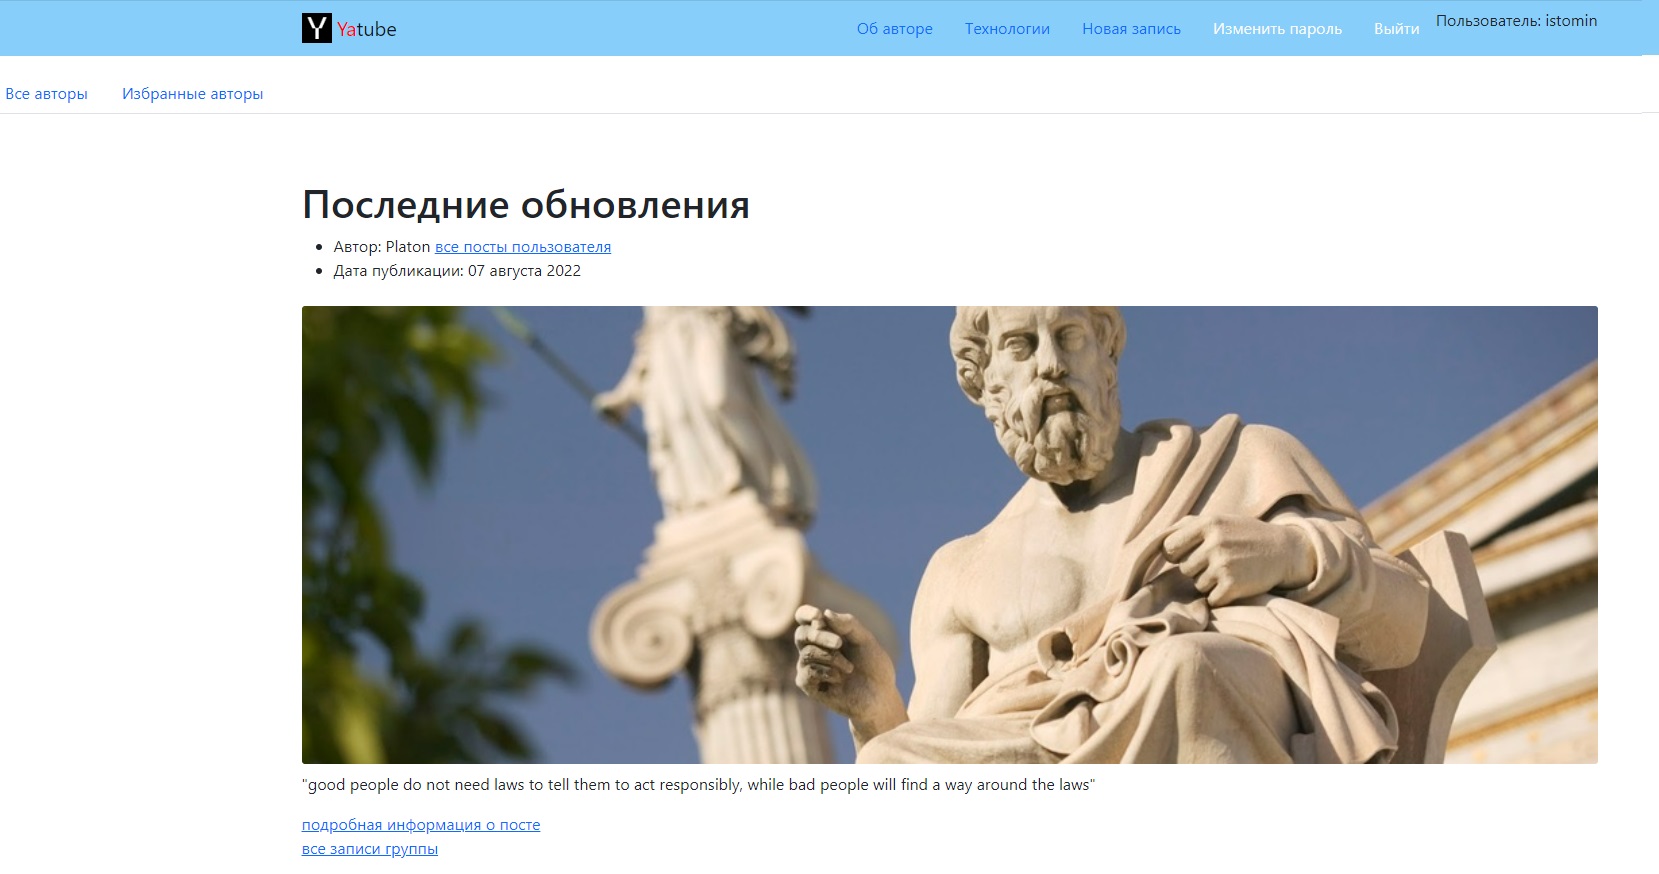 Y Yatube Об авторе Технологии Новая запись Изменить пароль Выйти Пользователь: istomin
Все авторы Избранные авторы
Последние обновления
Автор: Platon все посты пользователя
Дата публикации: 07 августа 2022
"good people do not need laws to tell them to act responsibly, while bad people will find a way around the laws"
подробная информация о посте
все записи группы